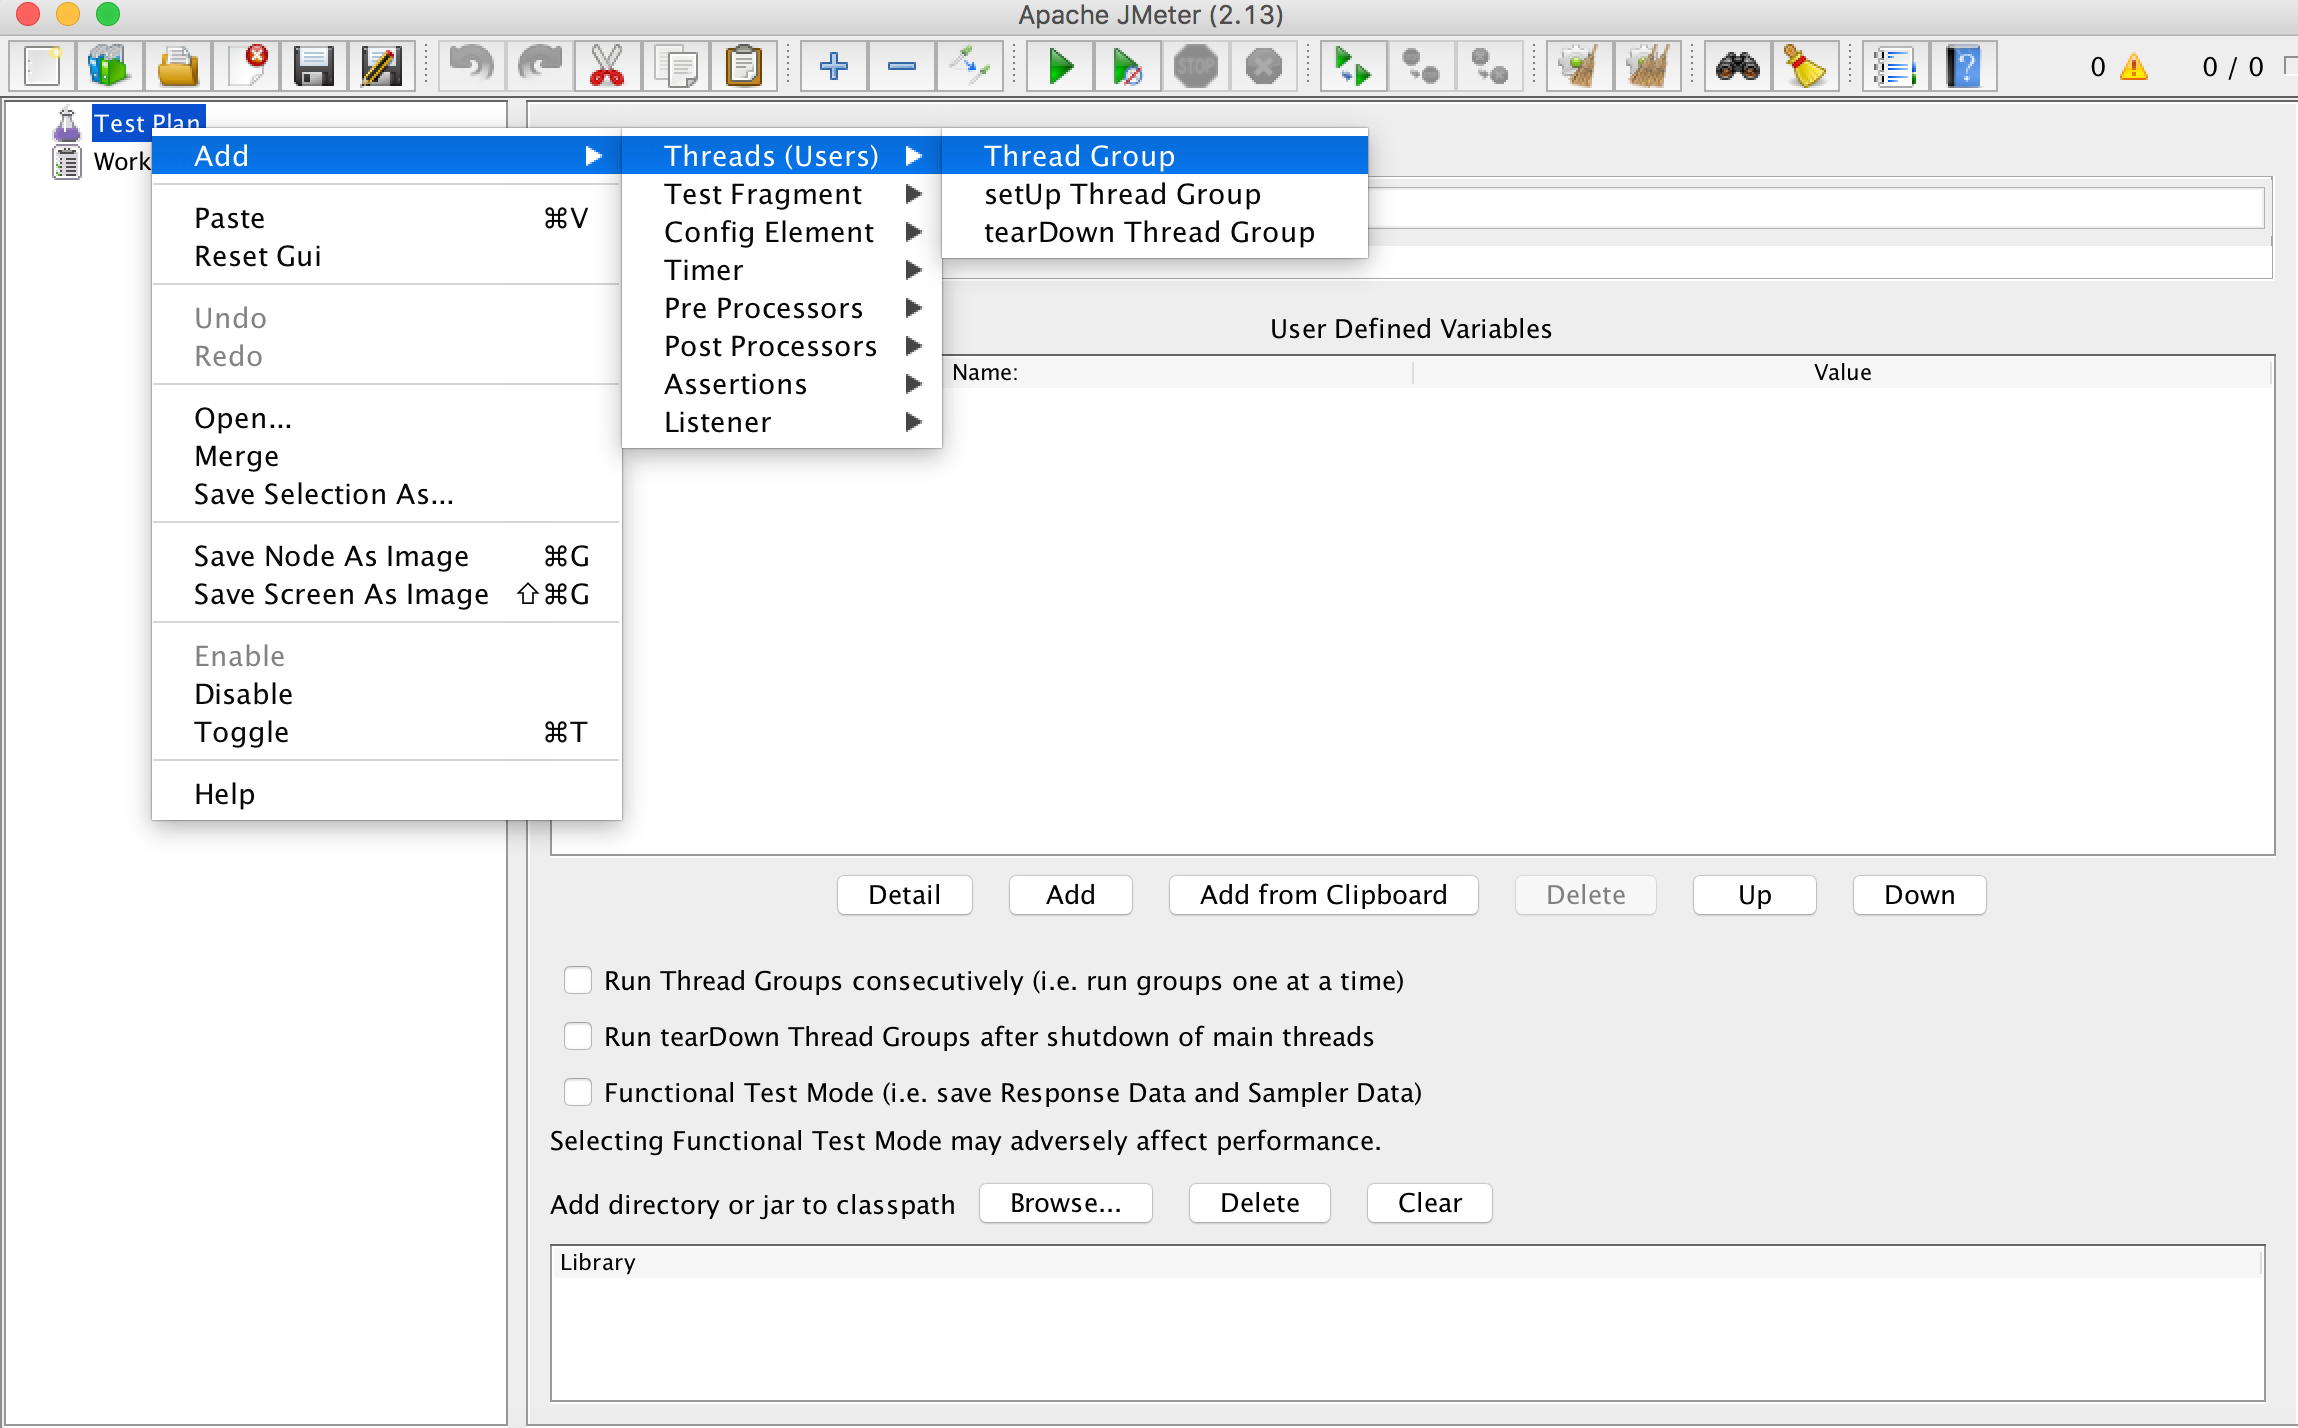 Apache JMeter (2.13)
STOP
?
0
0 / 0
Test Plan
Work
Add
Paste ⌘V
Reset Gui
Undo
Redo
Open...
Merge
Save Selection As...
Save Node As Image ⌘G
Save Screen As Image ⇧⌘G
Enable
Disable
Toggle ⌘T
Help
Threads (Users)
Test Fragment
Config Element
Timer
Pre Processors
Post Processors
Assertions
Listener
Thread Group
setUp Thread Group
tearDown Thread Group
User Defined Variables
Name: Value
Detail Add Add from Clipboard Delete Up Down
Run Thread Groups consecutively (i.e. run groups one at a time)
Run tearDown Thread Groups after shutdown of main threads
Functional Test Mode (i.e. save Response Data and Sampler Data)
Selecting Functional Test Mode may adversely affect performance.
Add directory or jar to classpath Browse... Delete Clear
Library